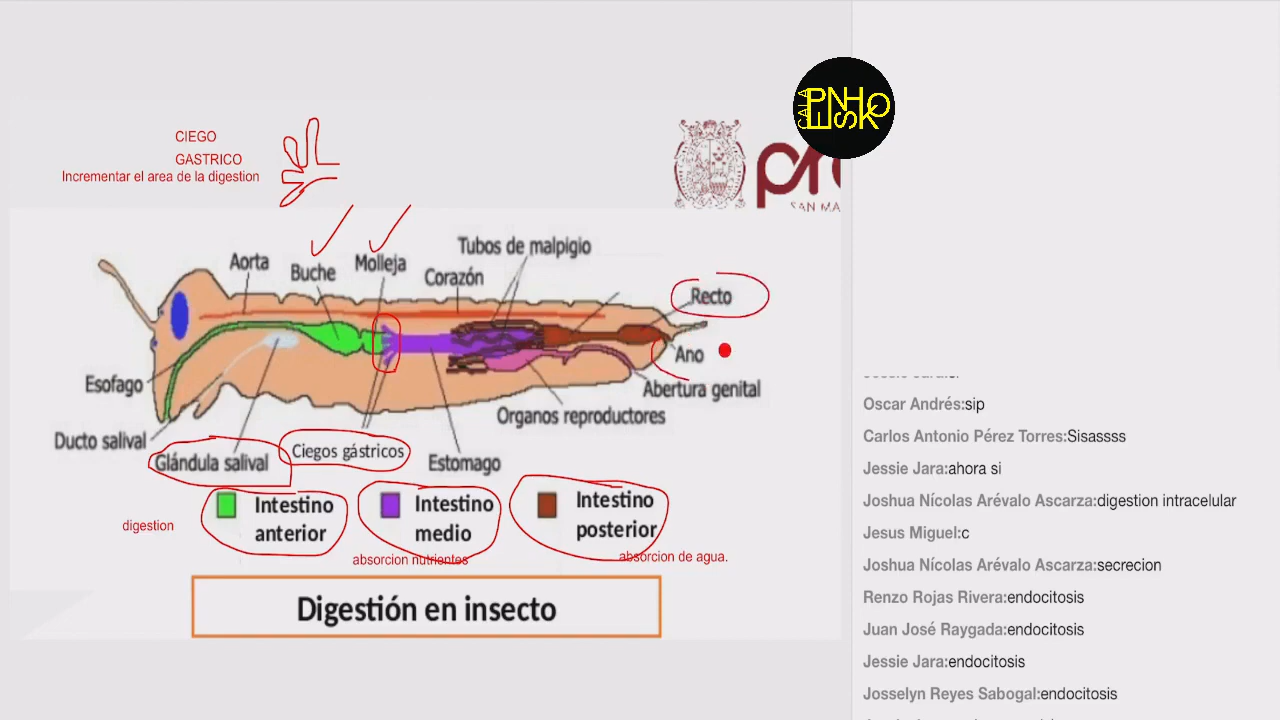 CALA
PENHO
ESK
CIEGO
GASTRICO
Incrementar el area de la digestion
SAN MA
Tubos de malpigio
Aorta
Buche
Molleja
Corazón
Recto
Ano
Esofago
Abertura genital
Organos reproductores
Ducto salival
Glándula salival
Ciegos gástricos
Estomago
Intestino
anterior
Intestino
medio
Intestino
posterior
digestion
absorcion nutrientes
absorcion de agua.
Digestión en insecto
Oscar Andrés:sip
Carlos Antonio Pérez Torres:Sisassss
Jessie Jara:ahora si
Joshua Nícolas Arévalo Ascarza:digestion intracelular
Jesus Miguel:c
Joshua Nícolas Arévalo Ascarza:secrecion
Renzo Rojas Rivera:endocitosis
Juan José Raygada:endocitosis
Jessie Jara:endocitosis
Josselyn Reyes Sabogal:endocitosis